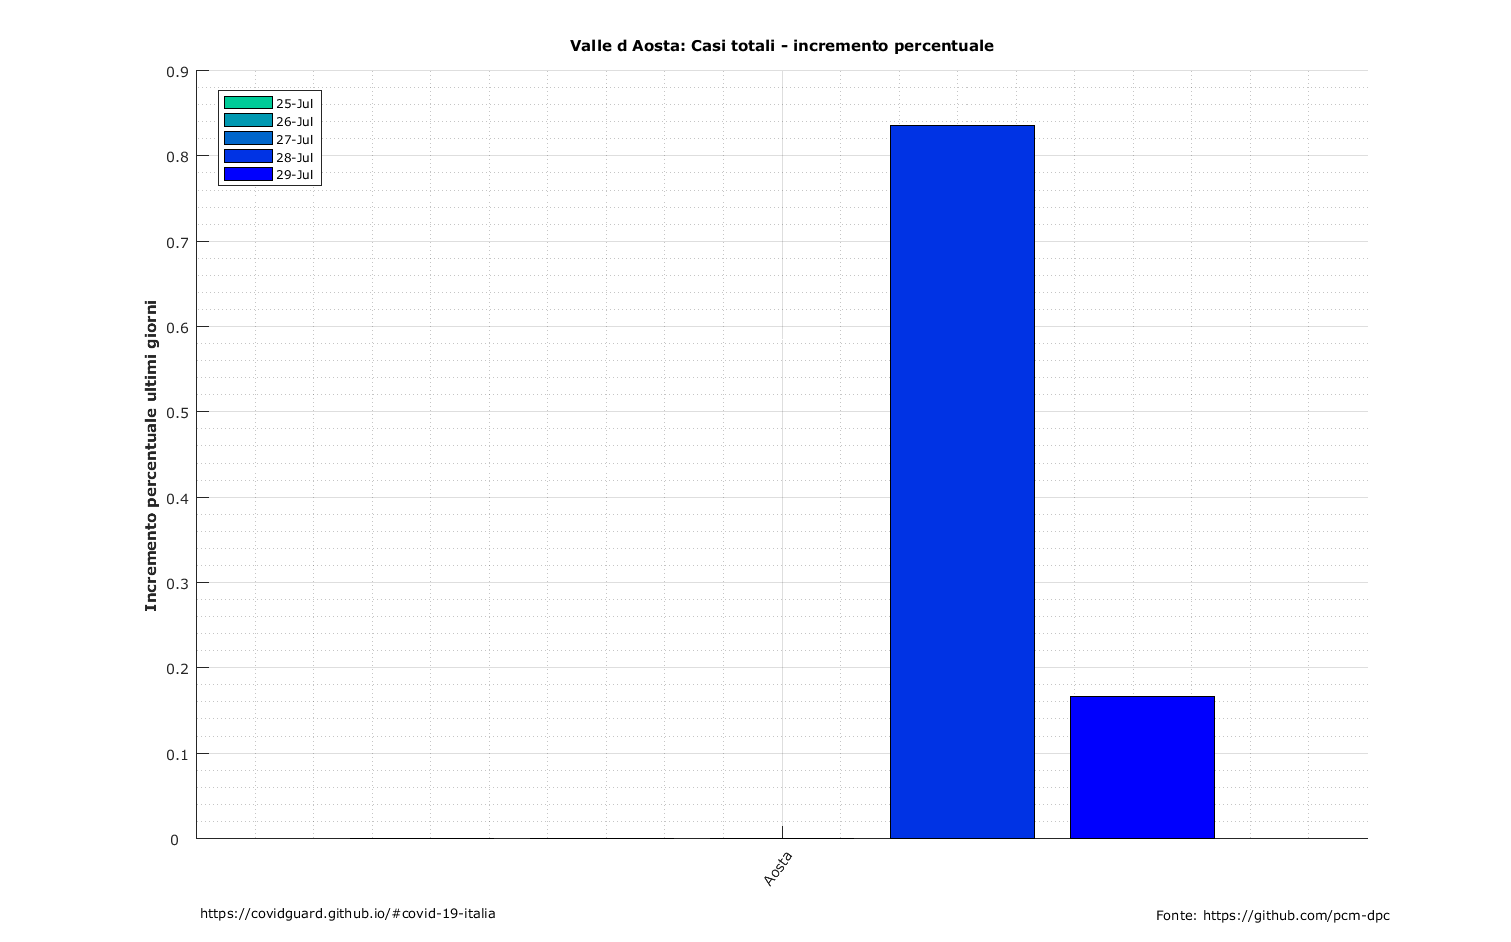 Valle d Aosta: Casi totali - incremento percentuale
0.9
0.8
0.7
0.6
0.5
0.4
0.3
0.2
0.1
0
25-Jul
26-Jul
27-Jul
28-Jul
29-Jul
Incremento percentuale ultimi giorni
Aosta
https://covidguard.github.io/#covid-19-italia
Fonte: https://github.com/pcm-dpc